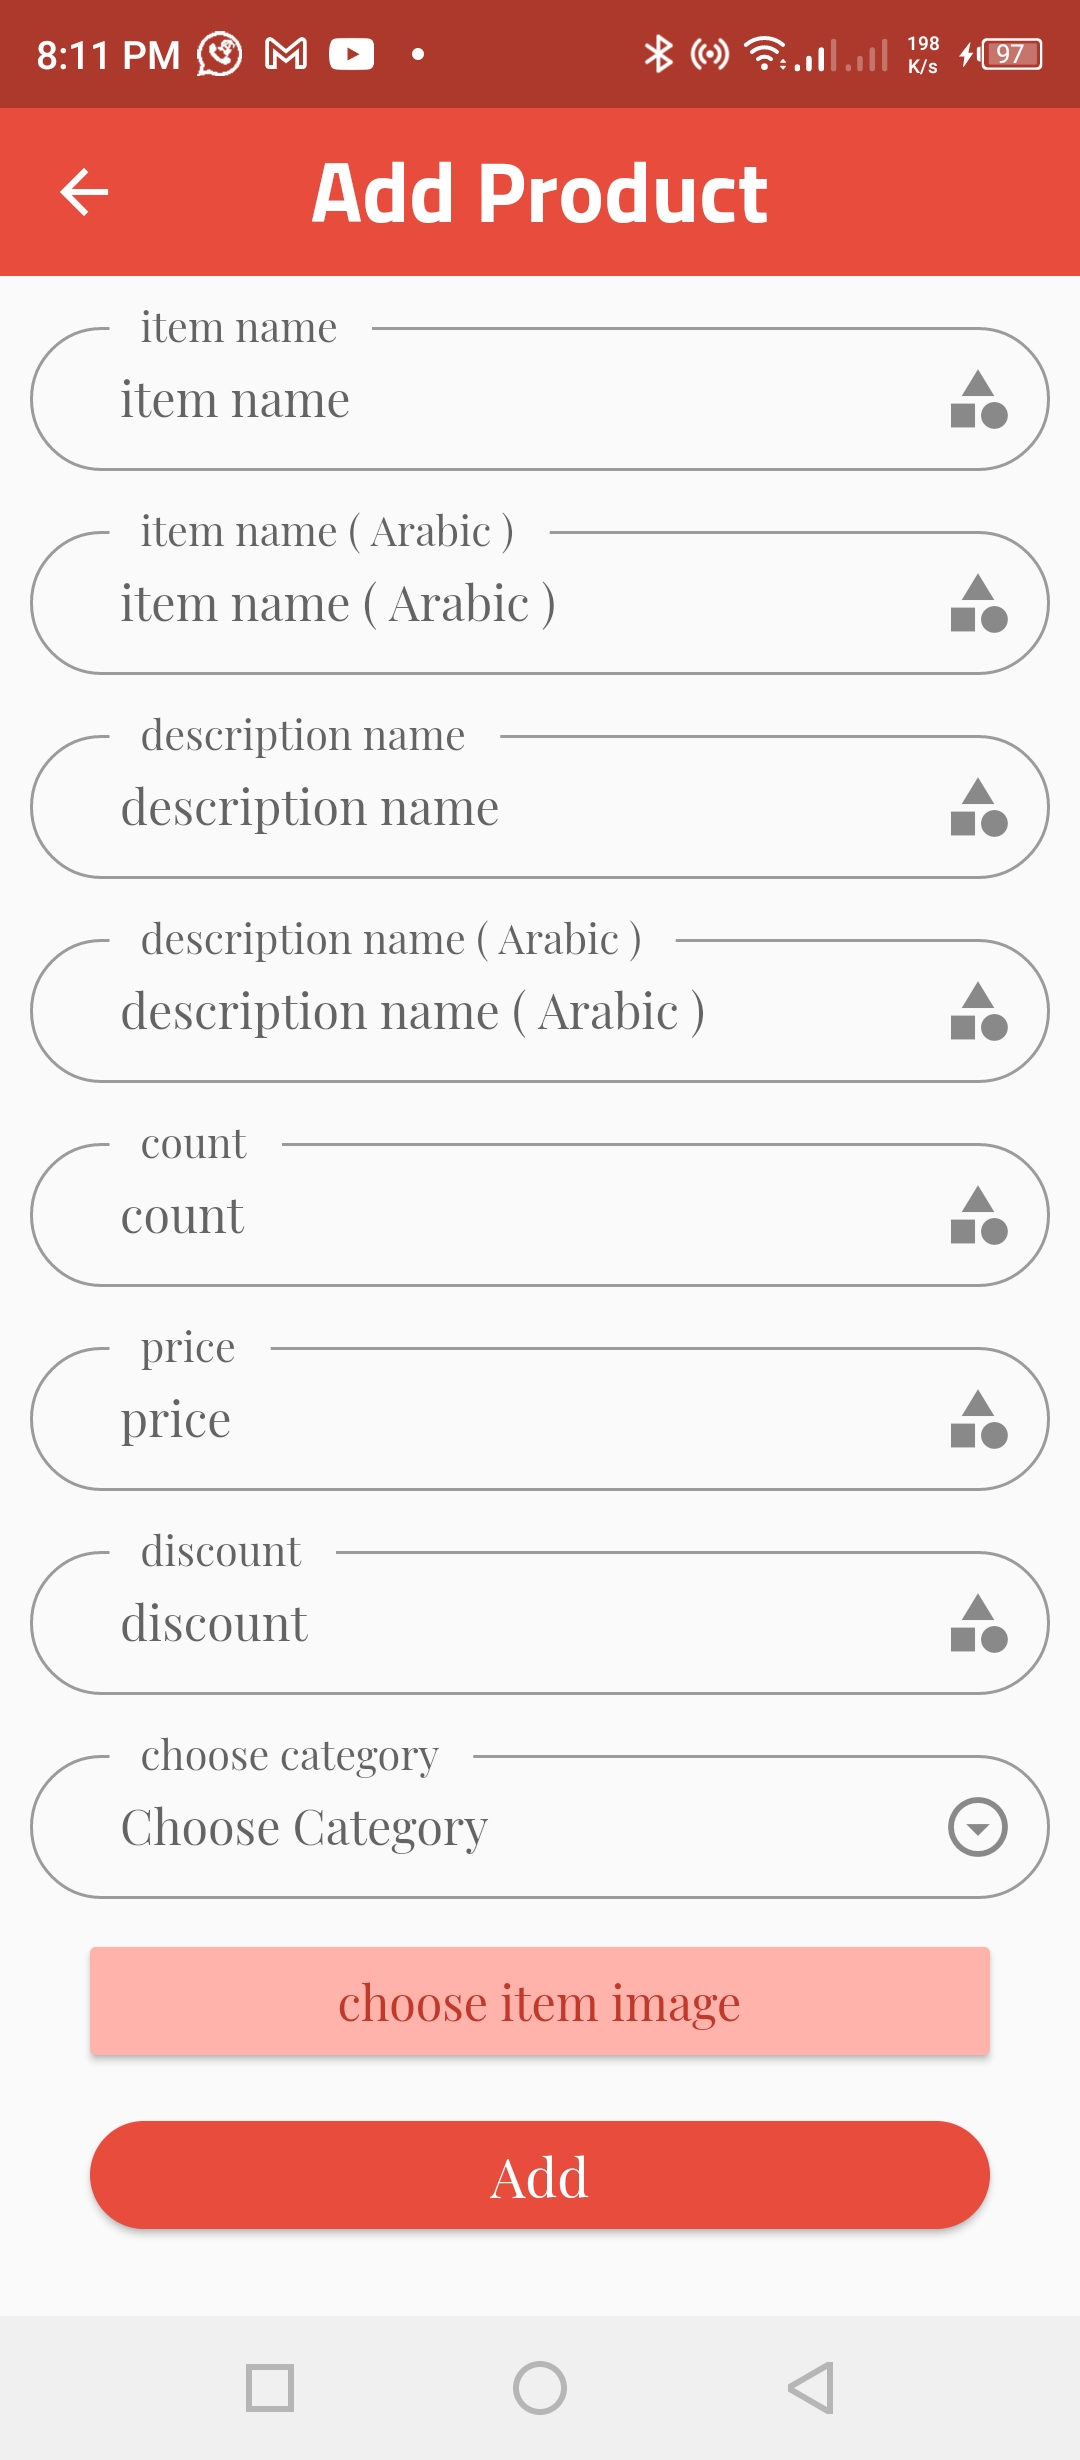 8:11 PM
198
K/s
97
Add Product
item name
item name
item name ( Arabic )
item name ( Arabic )
description name
description name
description name ( Arabic )
description name ( Arabic )
count
count
price
price
discount
discount
choose category
Choose Category
choose item image
Add